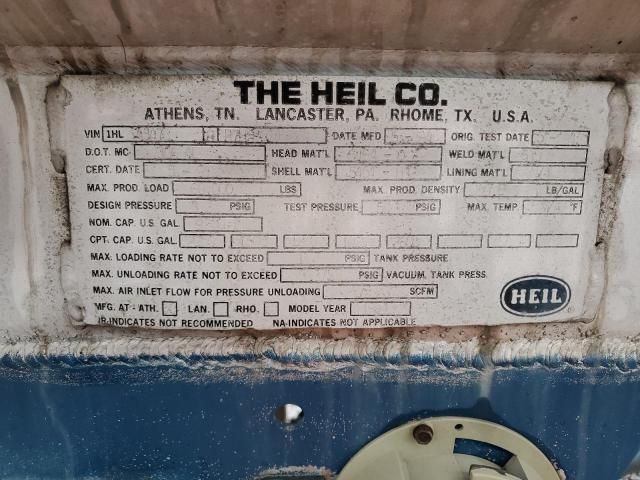 THE HEIL CO.
ATHENS, TN. LANCASTER, PA. RHOME, TX. U.S.A.
VIN 1HL DATE MFD ORIG. TEST DATE
D.O.T. MC HEAD MAT'L WELD MAT'L
CERT. DATE SHELL MAT'L LINING MAT'L
MAX. PROD. LOAD LBS MAX. PROD. DENSITY LB/GAL
DESIGN PRESSURE PSIG TEST PRESSURE PSIG MAX. TEMP °F
NOM. CAP. U.S. GAL.
CPT. CAP. U.S. GAL.
MAX. LOADING RATE NOT TO EXCEED PSIG TANK PRESSURE
MAX. UNLOADING RATE NOT TO EXCEED PSIG VACUUM, TANK PRESS.
MAX. AIR INLET FLOW FOR PRESSURE UNLOADING SCFM
MFG. AT - ATH. LAN. RHO. MODEL YEAR
NR-INDICATES NOT RECOMMENDED NA-INDICATES NOT APPLICABLE
HEIL